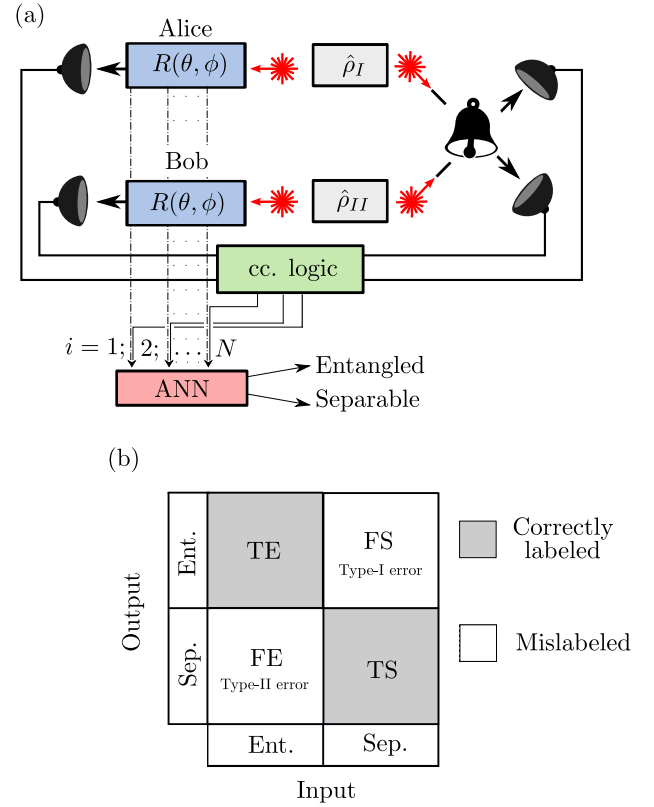 (a)
Alice
R(θ, ϕ)
ρ̂_I
Bob
R(θ, ϕ)
ρ̂_{II}
cc. logic
i = 1; 2; ... N
ANN
Entangled
Separable
(b)
Output
Ent.
Sep.
TE
FS
Type-I error
FE
Type-II error
TS
Ent.
Sep.
Input
Correctly
labeled
Mislabeled